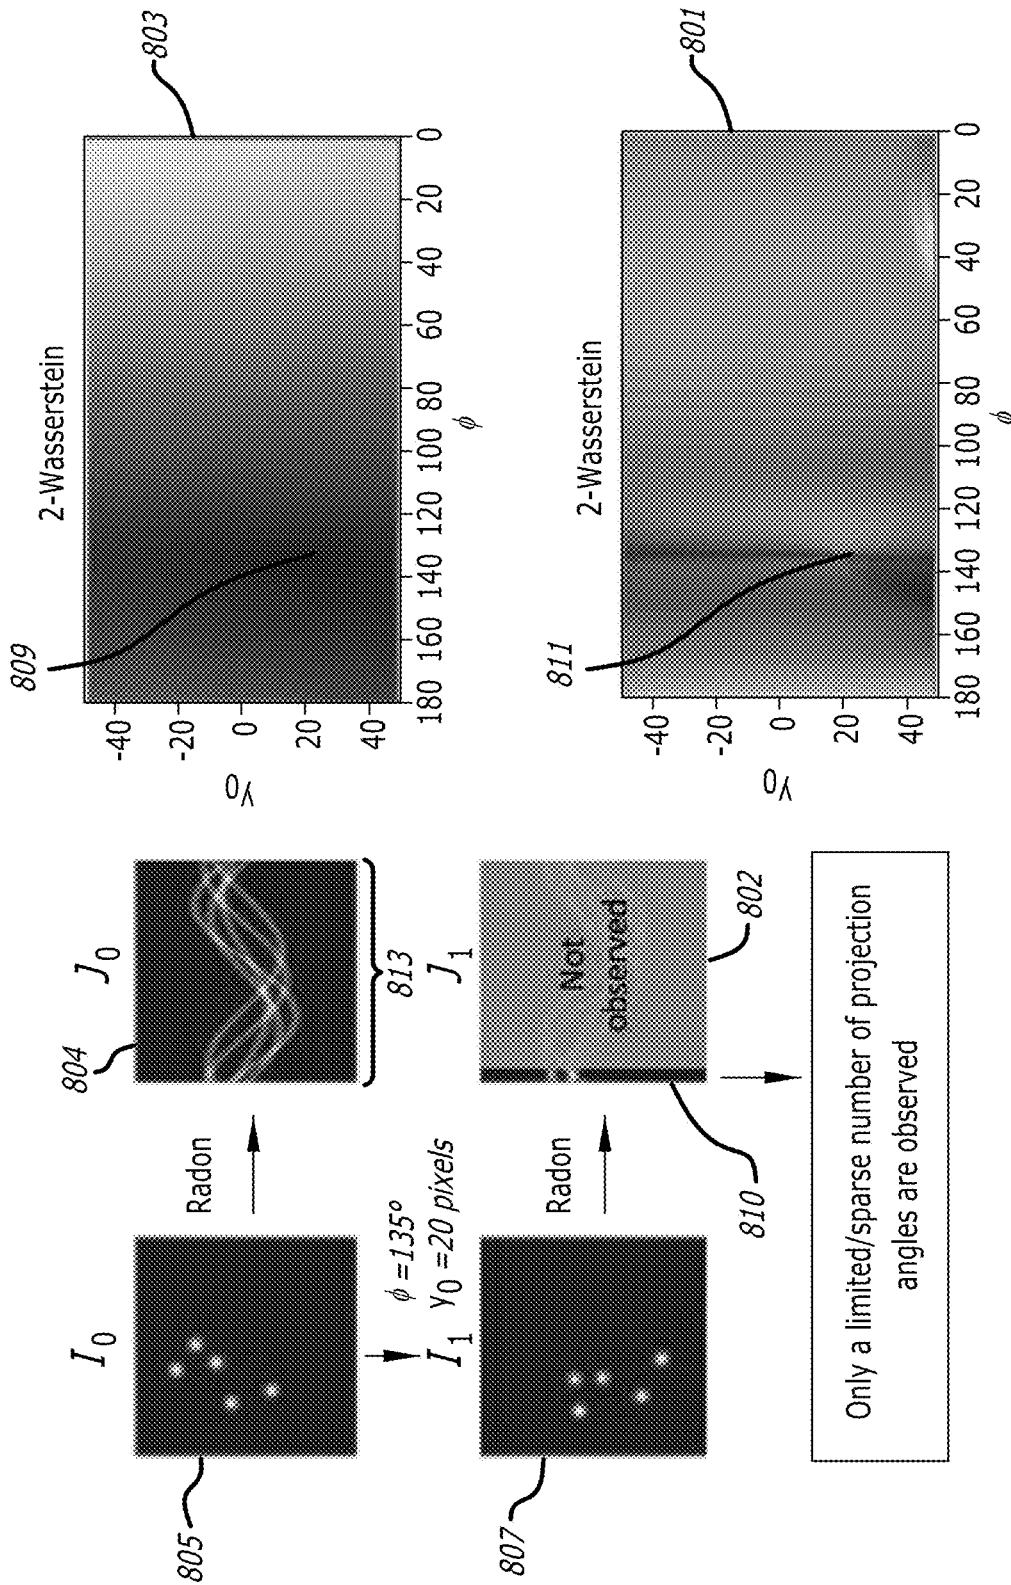 I0
805
Radon
804
J0
813
809
2-Wasserstein
803
Y0
-40
-20
0
20
40
180 160 140 120 100 80 60 40 20 0
ϕ
ϕ =135°
Y0 =20 pixels
I1
807
Radon
810
J1
Not
observed
802
Only a limited/sparse number of projection
angles are observed
811
2-Wasserstein
801
Y0
-40
-20
0
20
40
180 160 140 120 100 80 60 40 20 0
ϕ